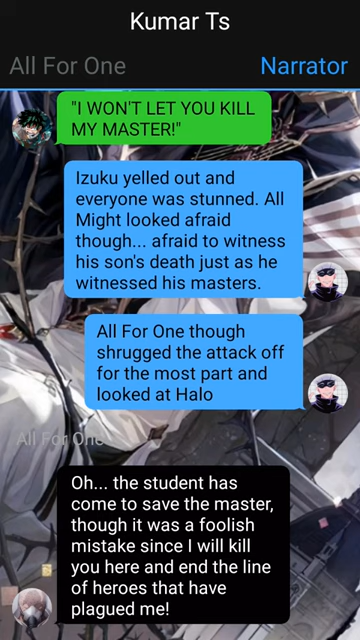 Kumar Ts
All For One
Narrator
"I WON'T LET YOU KILL
MY MASTER!"
Izuku yelled out and
everyone was stunned. All
Might looked afraid
though... afraid to witness
his son's death just as he
witnessed his masters.
All For One though
shrugged the attack off
for the most part and
looked at Halo
All For One
Oh... the student has
come to save the master,
though it was a foolish
mistake since I will kill
you here and end the line
of heroes that have
plagued me!